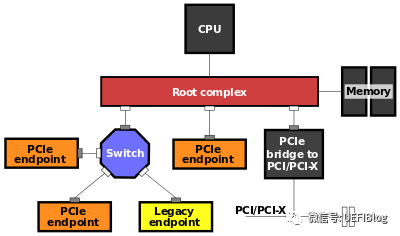 CPU
Root complex
Memory
PCIe
endpoint
Switch
PCIe
endpoint
PCIe
bridge to
PCI/PCI-X
PCIe
endpoint
Legacy
endpoint
PCI/PCI-X
微信号: UEFIBlog